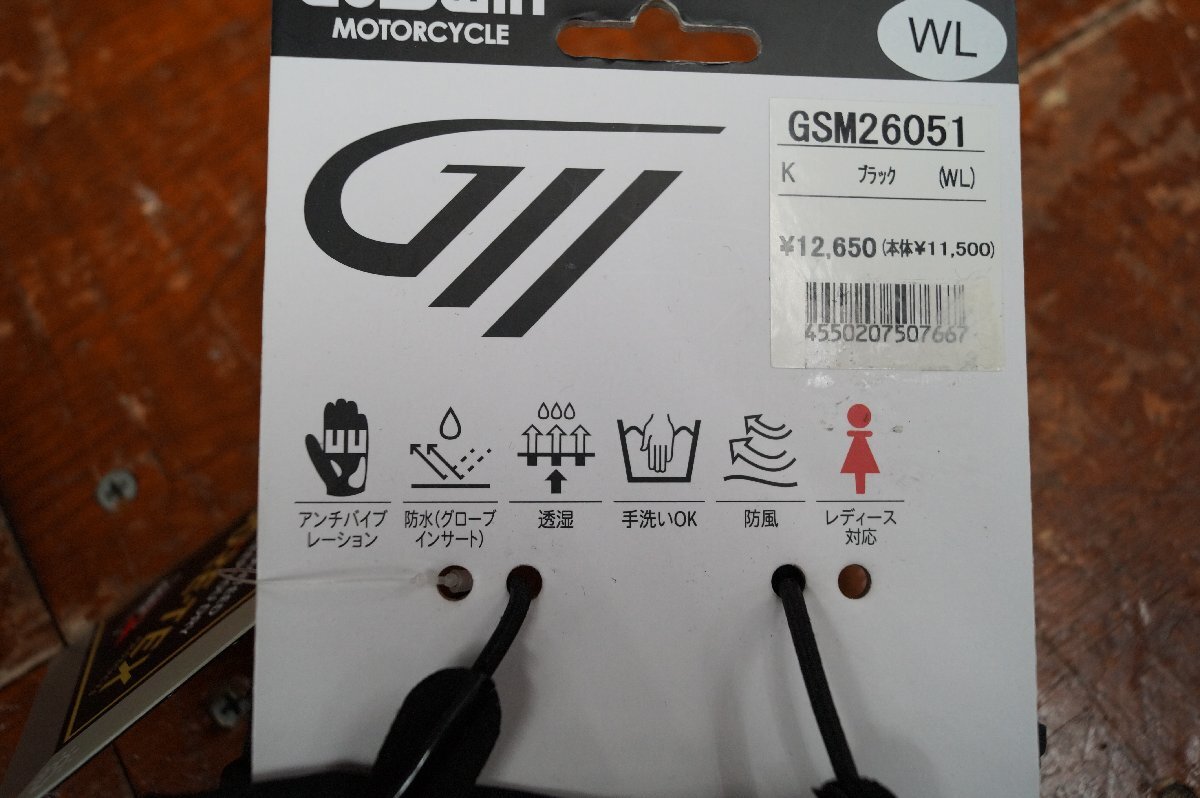 MOTORCYCLE
WL
GSM26051
K ブラック (WL)
¥12,650 (本体¥11,500)
4550207507667
アンチバイブ
レーション
防水(グローブ
インサート)
透湿
手洗いOK
防風
レディース
対応